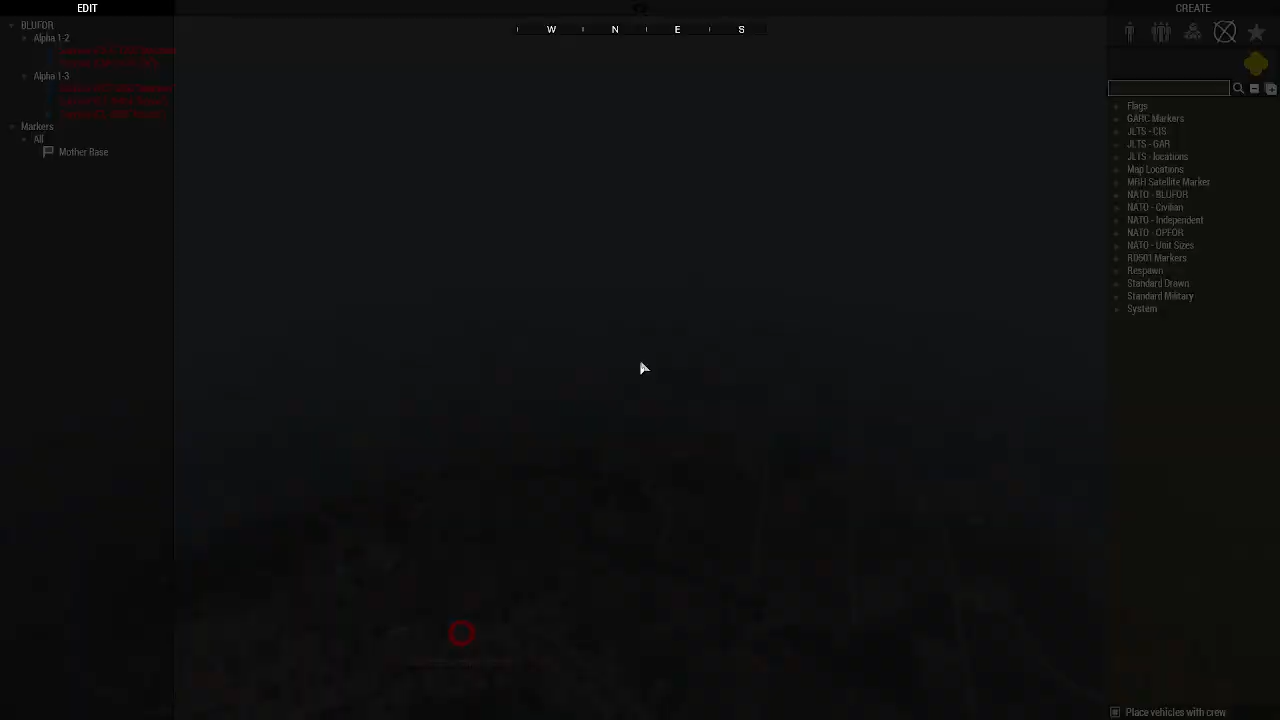 EDIT
CREATE
W N E S
BLUFOR
Alpha 1-2
Alpha 1-3
Markers
All
Mother Base
Flags
GARC Markers
JLTS - CIS
JLTS - GAR
JLTS - locations
Map Locations
MRH Satellite Marker
NATO - BLUFOR
NATO - Civilian
NATO - Independent
NATO - OPFOR
NATO - Unit Sizes
RD501 Markers
Respawn
Standard Drawn
Standard Military
System
Place vehicles with crew